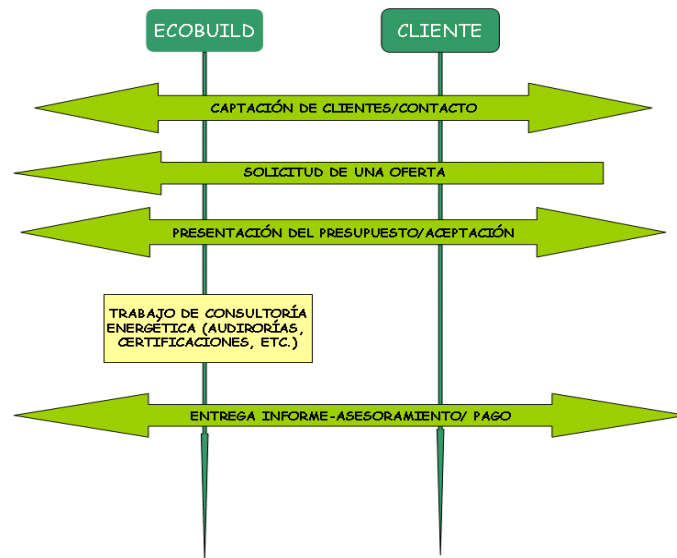 ECOBUILD
CLIENTE
CAPTACIÓN DE CLIENTES/CONTACTO
SOLICITUD DE UNA OFERTA
PRESENTACIÓN DEL PRESUPUESTO/ACEPTACIÓN
TRABAJO DE CONSULTORÍA
ENERGÉTICA (AUDIRORÍAS,
CERTIFICACIONES, ETC.)
ENTREGA INFORME-ASESORAMIENTO/ PAGO